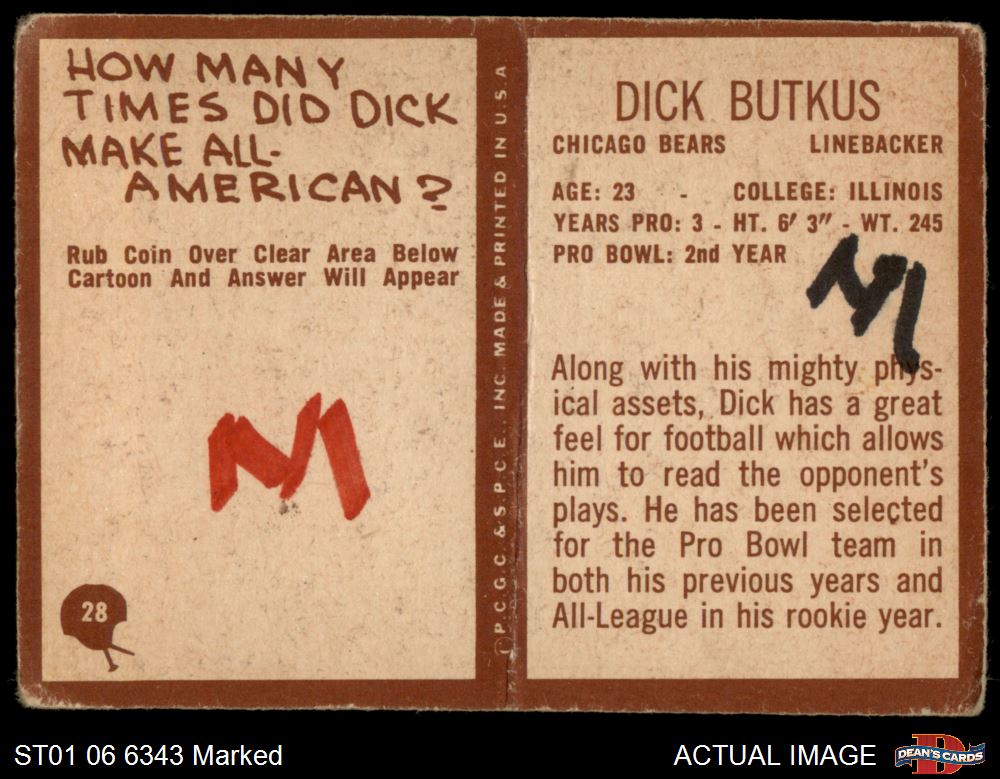 HOW MANY
TIMES DID DICK
MAKE ALL-
AMERICAN?
Rub Coin Over Clear Area Below
Cartoon And Answer Will Appear
M
28
©P.C.G.C. & S.P.C.E., INC. MADE & PRINTED IN U.S.A
DICK BUTKUS
CHICAGO BEARS LINEBACKER
AGE: 23 - COLLEGE: ILLINOIS
YEARS PRO: 3 - HT. 6' 3" - WT. 245
PRO BOWL: 2nd YEAR
M
Along with his mighty phys-
ical assets, Dick has a great
feel for football which allows
him to read the opponent's
plays. He has been selected
for the Pro Bowl team in
both his previous years and
All-League in his rookie year.
ST01 06 6343 Marked
ACTUAL IMAGE
DEAN'S CARDS